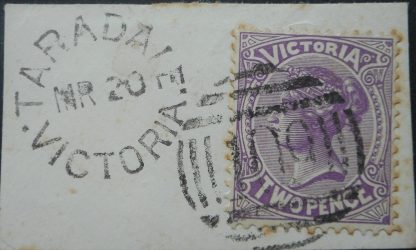 TARADALE
MR 20
VICTORIA
VICTORIA
TWO PENCE